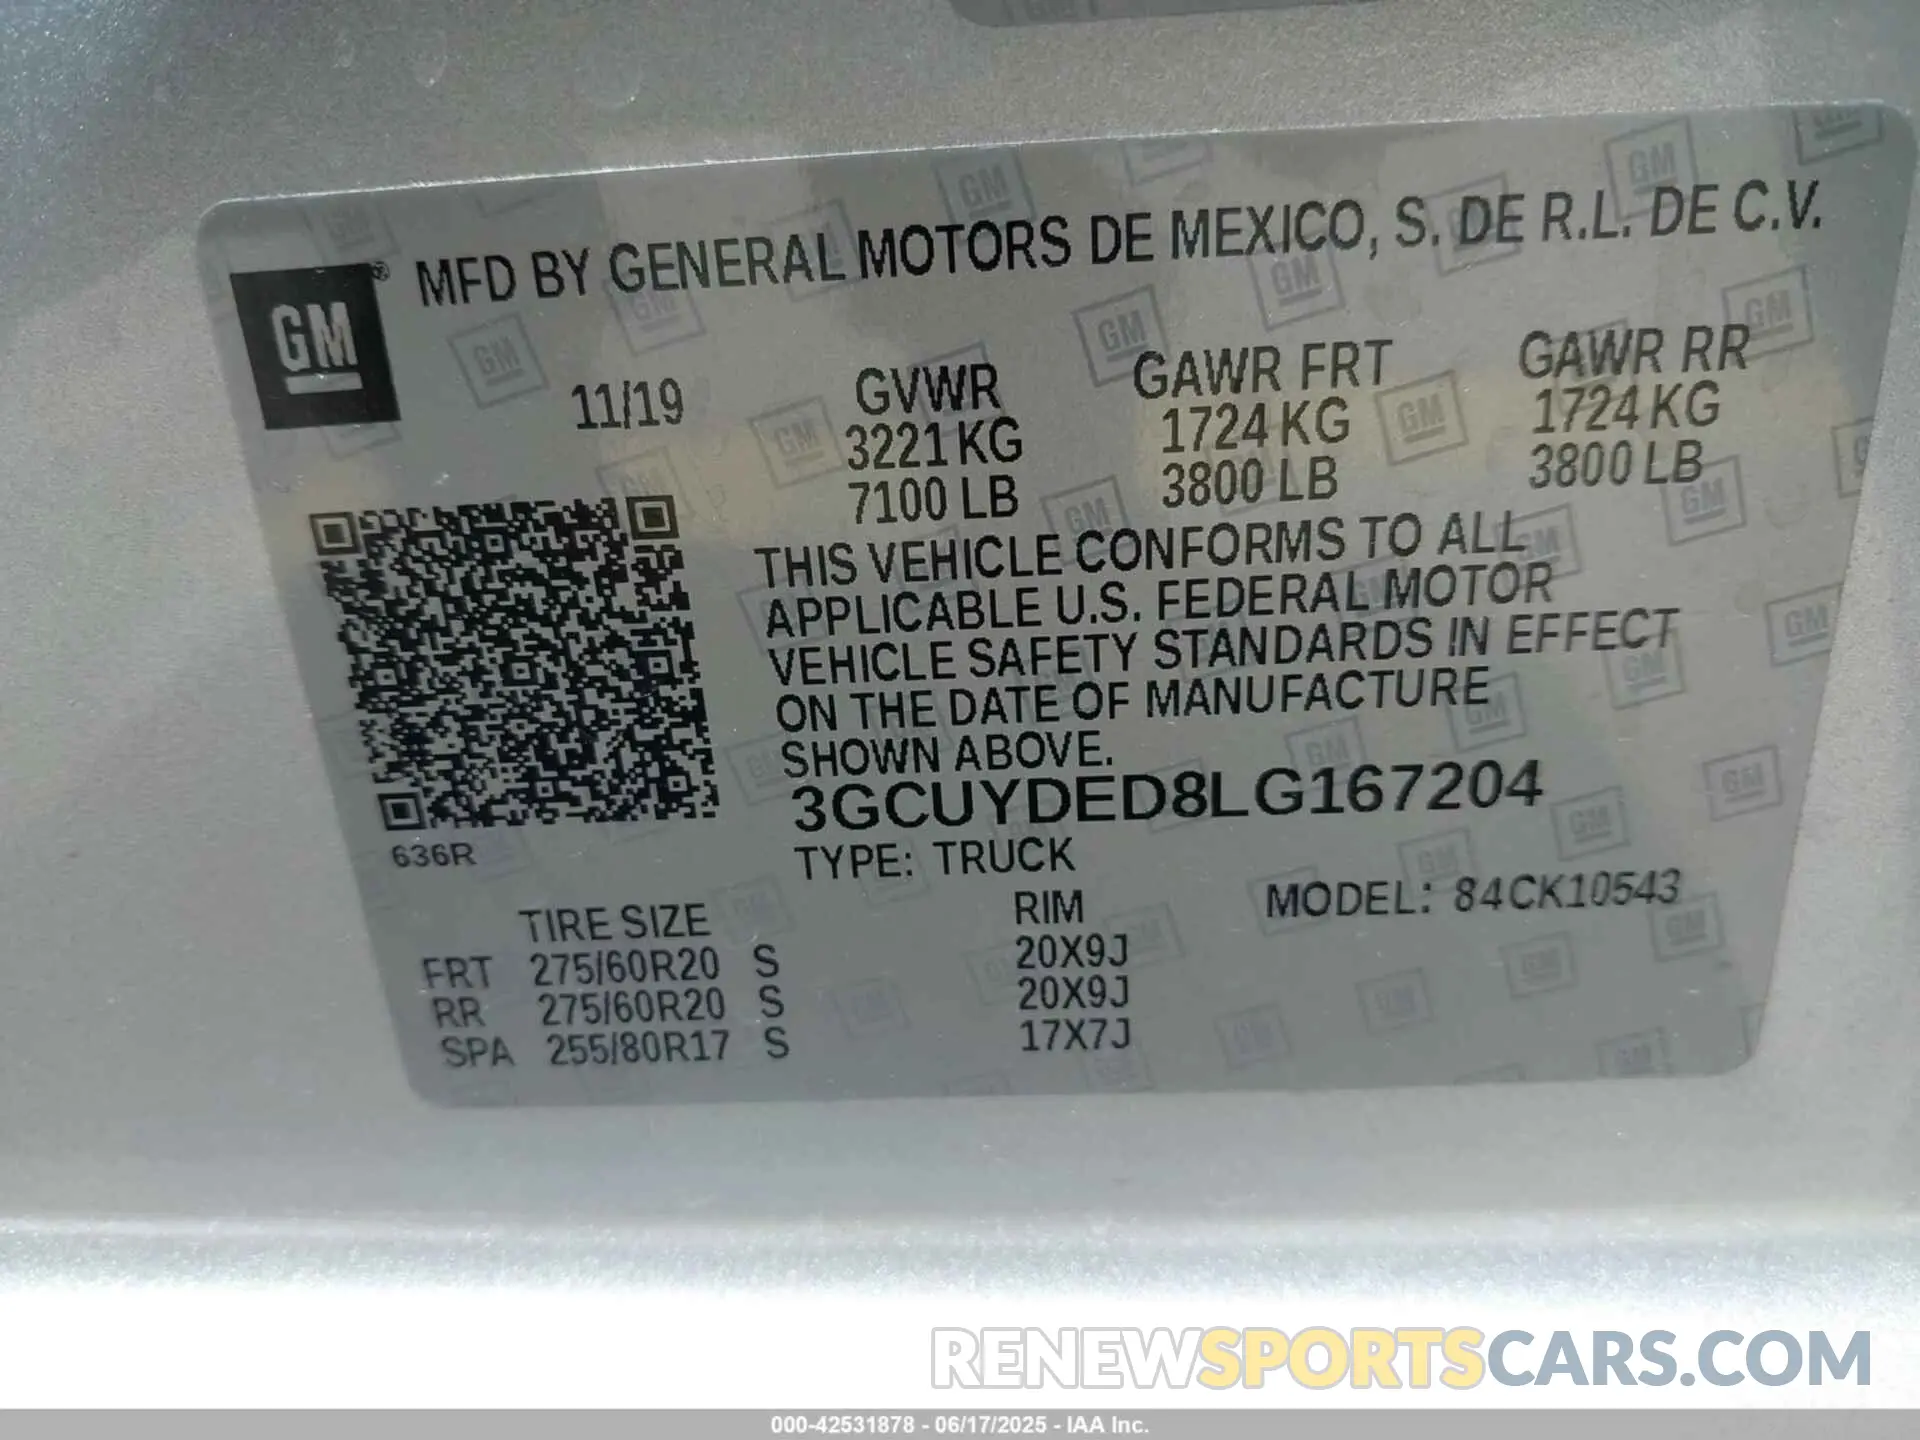 MFD BY GENERAL MOTORS DE MEXICO, S. DE R.L. DE C.V.
GM®
11/19
GVWR
3221 KG
7100 LB
GAWR FRT
1724 KG
3800 LB
GAWR RR
1724 KG
3800 LB
THIS VEHICLE CONFORMS TO ALL
APPLICABLE U.S. FEDERAL MOTOR
VEHICLE SAFETY STANDARDS IN EFFECT
ON THE DATE OF MANUFACTURE
SHOWN ABOVE.
3GCUYDED8LG167204
636R
TYPE: TRUCK
MODEL: 84CK10543
TIRE SIZE RIM
FRT 275/60R20 S 20X9J
RR 275/60R20 S 20X9J
SPA 255/80R17 S 17X7J
RENEWSPORTSCARS.COM
000-42531878 - 06/17/2025 - IAA Inc.